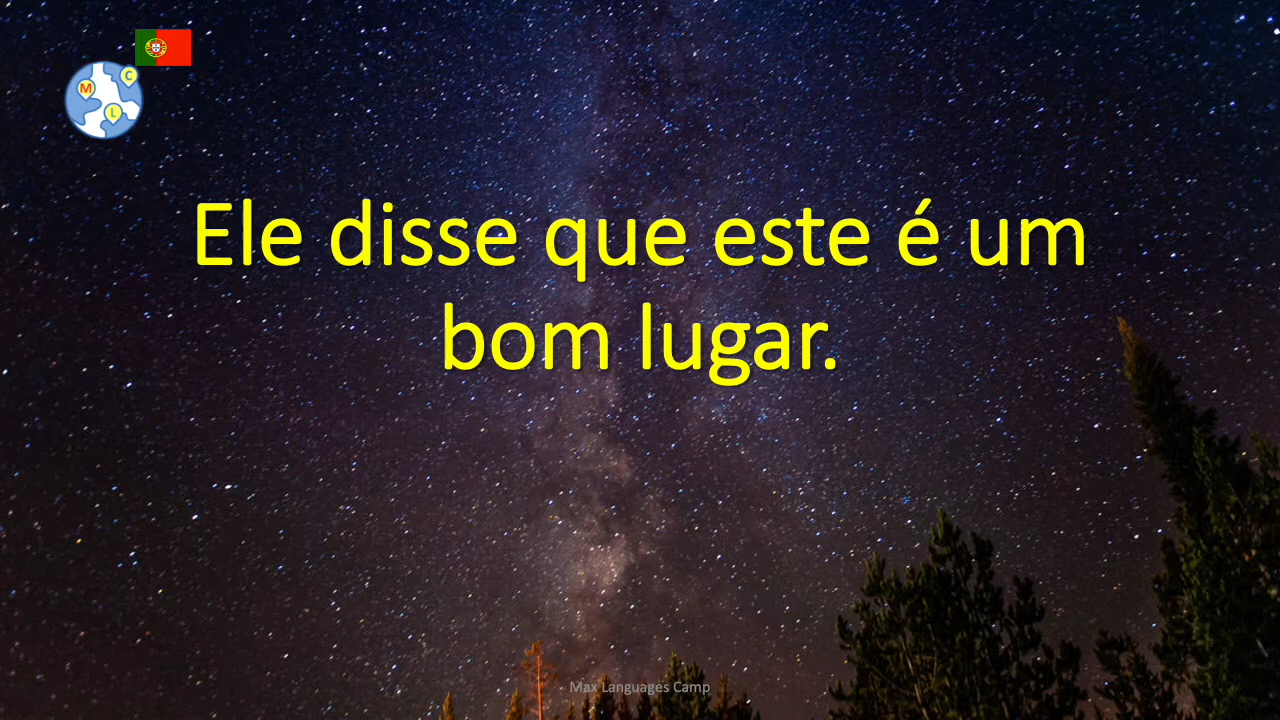 C
M
L
Ele disse que este é um
bom lugar.
Max Languages Camp